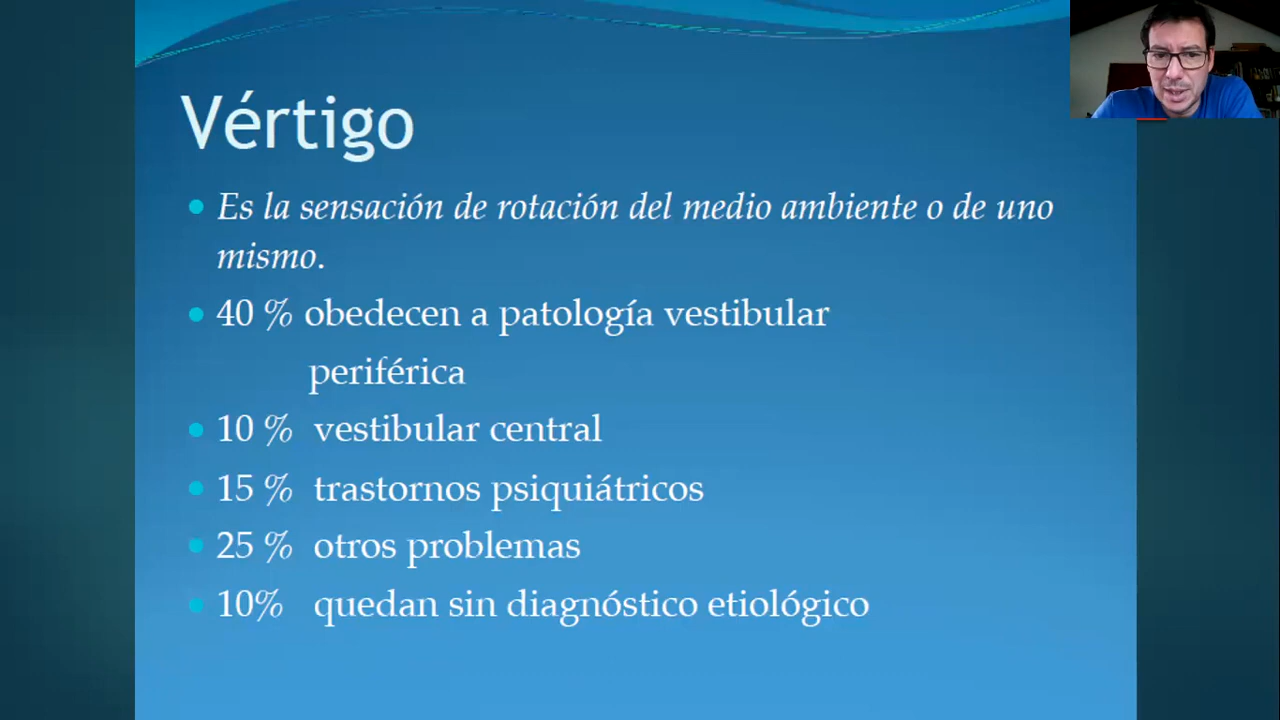 Vértigo
Es la sensación de rotación del medio ambiente o de uno
mismo.
40 % obedecen a patología vestibular
periférica
10 % vestibular central
15 % trastornos psiquiátricos
25 % otros problemas
10% quedan sin diagnóstico etiológico